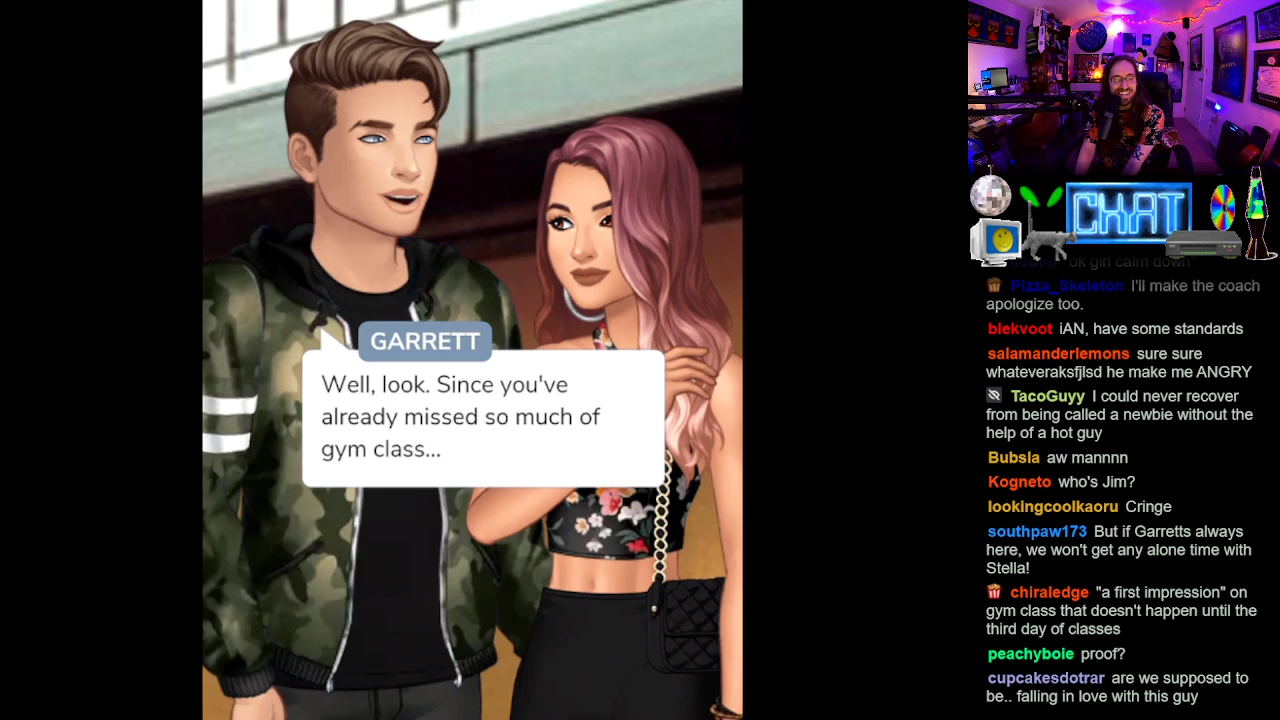 GARRETT
Well, look. Since you've
already missed so much of
gym class...
CHAT
ok girl calm down"
Pizza_Skeleton I'll make the coach
apologize too.
blekvoot iAN, have some standards
salamanderlemons sure sure
whateveraksfjlsd he make me ANGRY
TacoGuyy I could never recover
from being called a newbie without the
help of a hot guy
Bubsla aw mannnn
Kogneto who's Jim?
lookingcoolkaoru Cringe
southpaw173 But if Garretts always
here, we won't get any alone time with
Stella!
chiraledge "a first impression" on
gym class that doesn't happen until the
third day of classes
peachyboie proof?
cupcakesdotrar are we supposed to
be.. falling in love with this guy